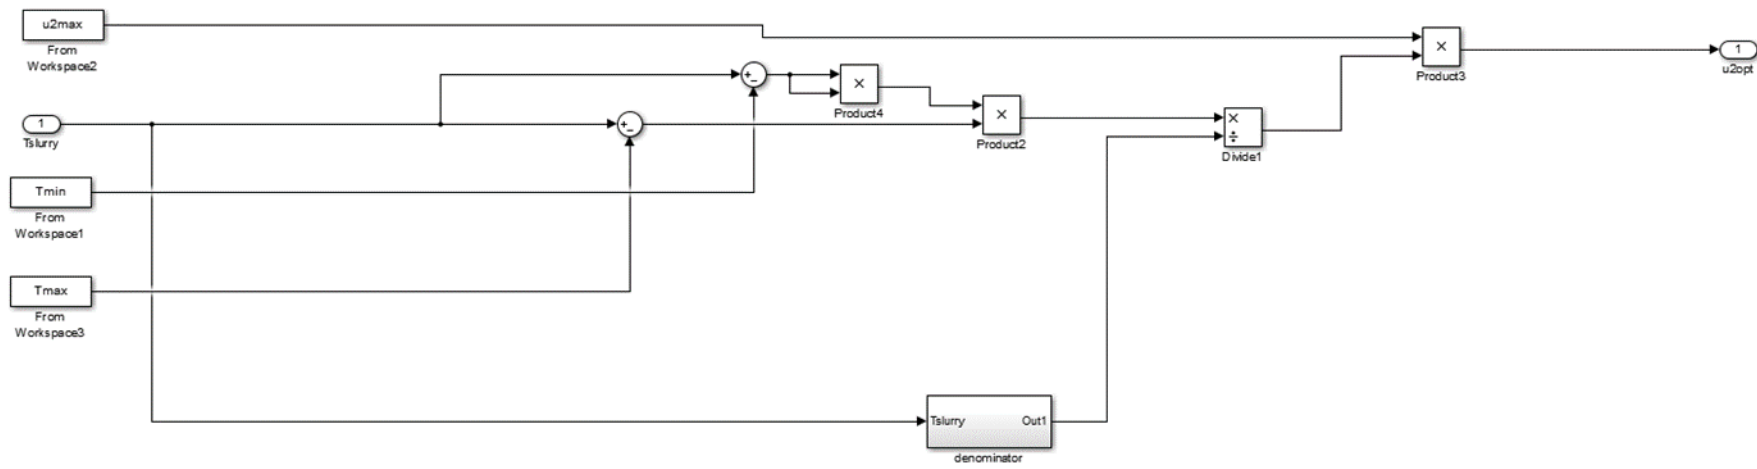 u2max
From
Workspace2
1
Tslurry
Tmin
From
Workspace1
Tmax
From
Workspace3
+
−
+
−
×
Product4
×
Product2
×
÷
Divide1
×
Product3
1
u2opt
Tslurry Out1
denominator